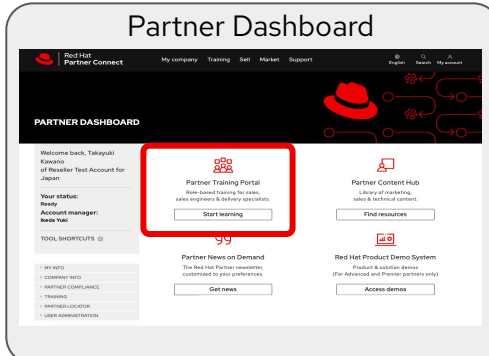 Partner Dashboard
Red Hat
Partner Connect
My company Training Sell Market Support
English Search My account
PARTNER DASHBOARD
Welcome back, Takayuki
Kawano
of Reseller Test Account for
Japan
Your status:
Ready
Account manager:
Ikeda Yuki
TOOL SHORTCUTS
> MY INFO
> COMPANY INFO
> PARTNER COMPLIANCE
> TRAINING
> PARTNER LOCATOR
> USER ADMINISTRATION
Partner Training Portal
Role-based training for sales,
sales engineers & delivery specialists.
Start learning
Partner Content Hub
Library of marketing,
sales & technical content.
Find resources
Partner News on Demand
The Red Hat Partner newsletter,
customized to your preferences.
Get news
Red Hat Product Demo System
Product & solution demos
(For Advanced and Premier partners only)
Access demos